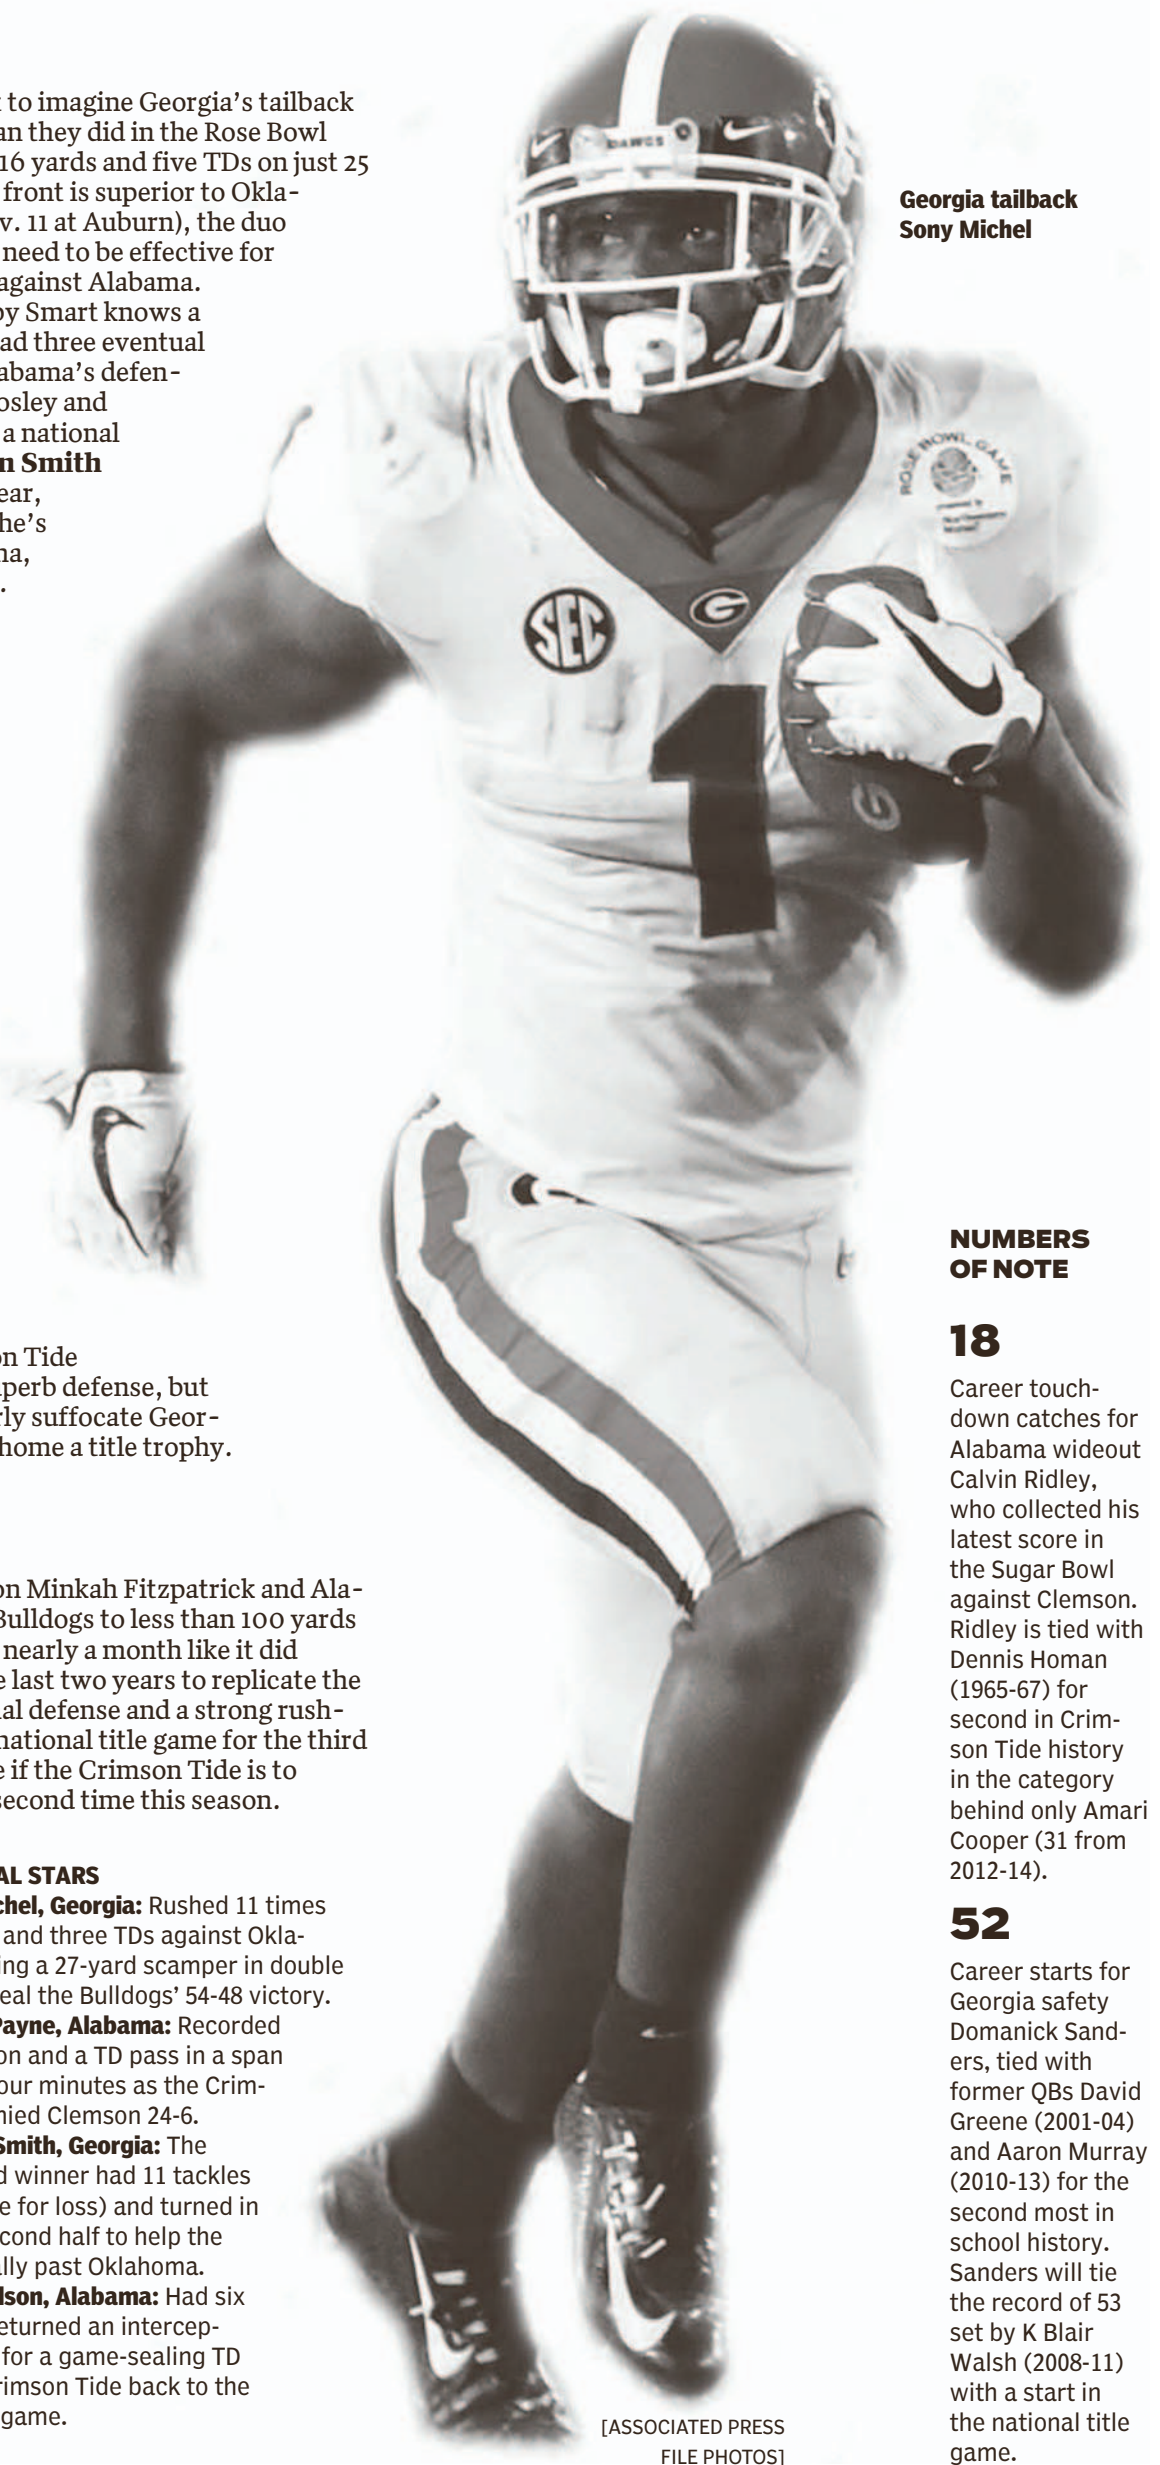 to imagine Georgia's tailback
an they did in the Rose Bowl
16 yards and five TDs on just 25
front is superior to Okla-
v. 11 at Auburn), the duo
need to be effective for
against Alabama.
by Smart knows a
ad three eventual
abama's defen-
osley and
a national
n Smith
ear,
he's
na,
.
DAWGS
Georgia tailback
Sony Michel
ROSE BOWL GAME
SEC
G
1
G
on Tide
perb defense, but
rly suffocate Geor-
home a title trophy.
on Minkah Fitzpatrick and Ala-
Bulldogs to less than 100 yards
nearly a month like it did
e last two years to replicate the
al defense and a strong rush-
national title game for the third
e if the Crimson Tide is to
second time this season.
AL STARS
chel, Georgia: Rushed 11 times
and three TDs against Okla-
ing a 27-yard scamper in double
eal the Bulldogs' 54-48 victory.
Payne, Alabama: Recorded
on and a TD pass in a span
our minutes as the Crim-
nied Clemson 24-6.
Smith, Georgia: The
d winner had 11 tackles
e for loss) and turned in
cond half to help the
lly past Oklahoma.
lson, Alabama: Had six
eturned an intercep-
for a game-sealing TD
rimson Tide back to the
game.
[ASSOCIATED PRESS
FILE PHOTOS]
NUMBERS
OF NOTE
18
Career touch-
down catches for
Alabama wideout
Calvin Ridley,
who collected his
latest score in
the Sugar Bowl
against Clemson.
Ridley is tied with
Dennis Homan
(1965-67) for
second in Crim-
son Tide history
in the category
behind only Amari
Cooper (31 from
2012-14).
52
Career starts for
Georgia safety
Domanick Sand-
ers, tied with
former QBs David
Greene (2001-04)
and Aaron Murray
(2010-13) for the
second most in
school history.
Sanders will tie
the record of 53
set by K Blair
Walsh (2008-11)
with a start in
the national title
game.